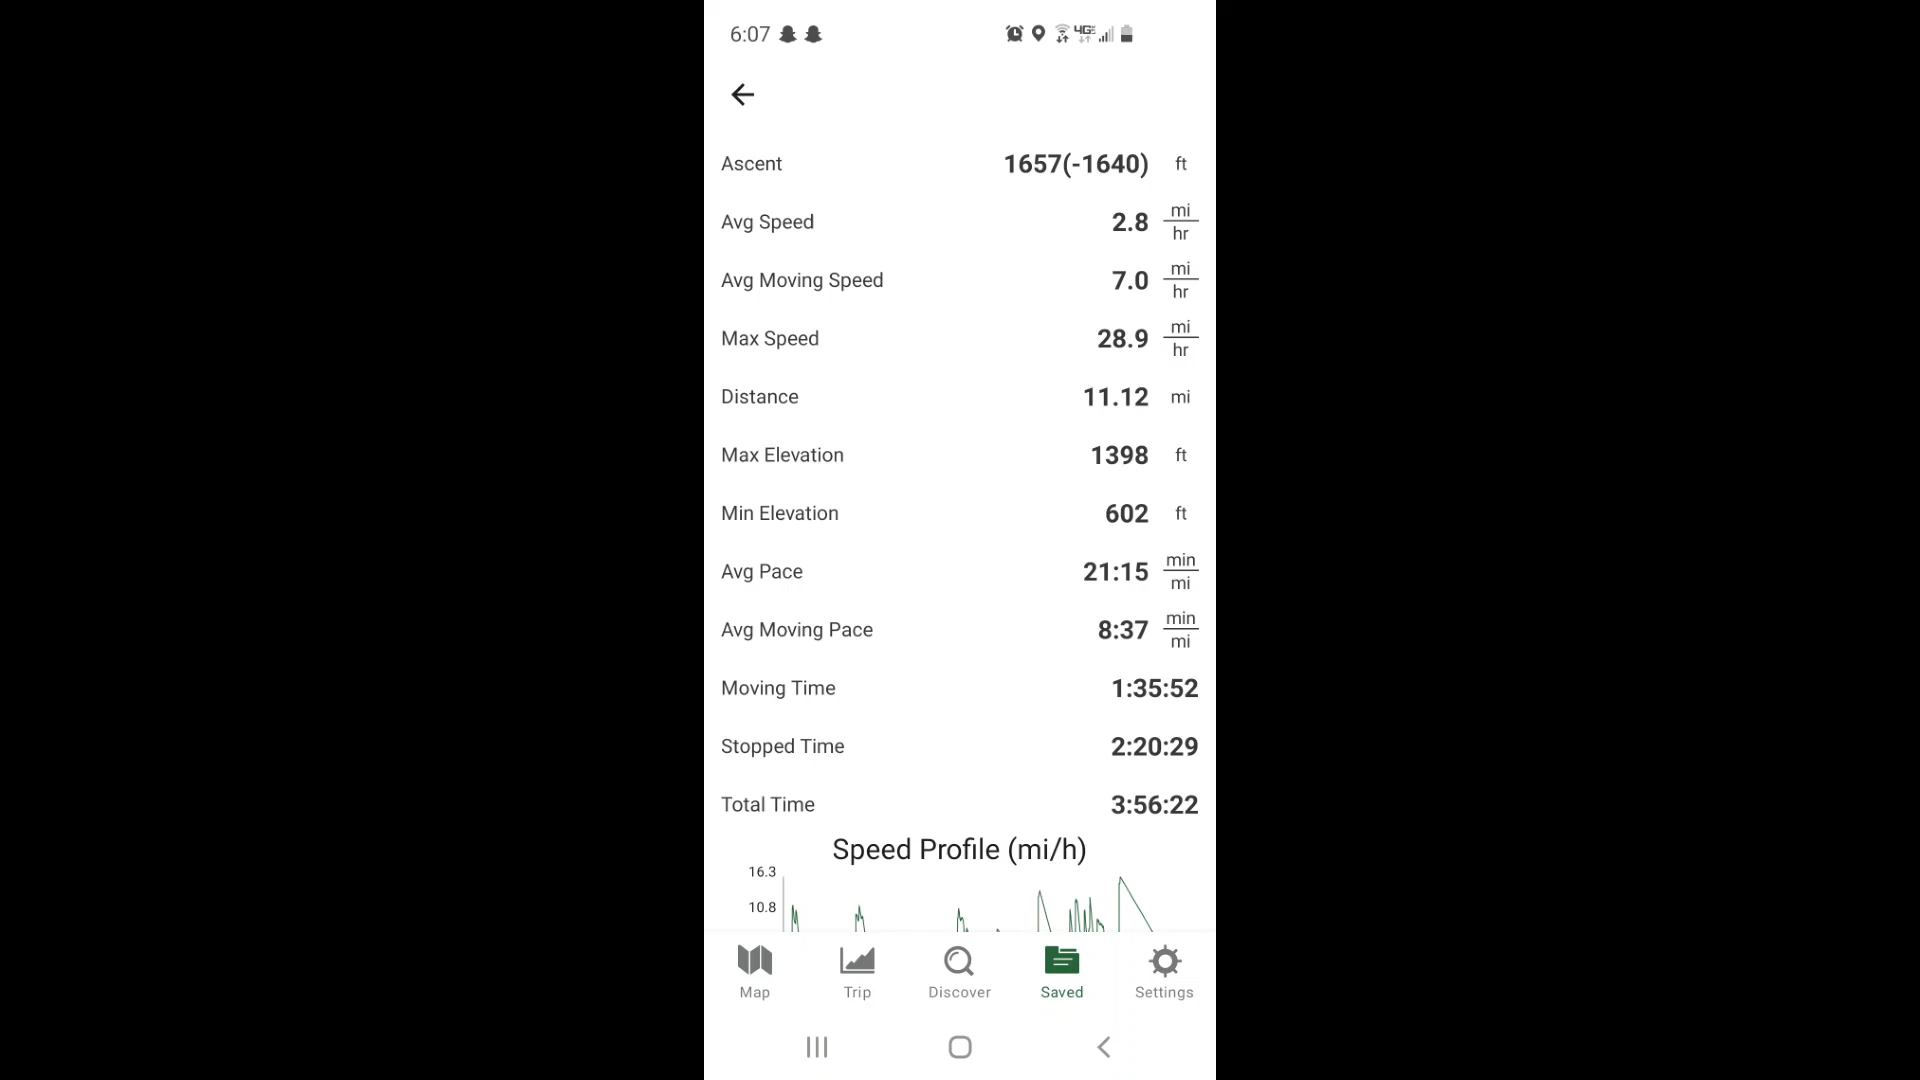 6:07 4G
Ascent 1657(-1640) ft
Avg Speed 2.8 mi
hr
Avg Moving Speed 7.0 mi
hr
Max Speed 28.9 mi
hr
Distance 11.12 mi
Max Elevation 1398 ft
Min Elevation 602 ft
Avg Pace 21:15 min
mi
Avg Moving Pace 8:37 min
mi
Moving Time 1:35:52
Stopped Time 2:20:29
Total Time 3:56:22
Speed Profile (mi/h)
16.3
10.8
Map Trip Discover Saved Settings